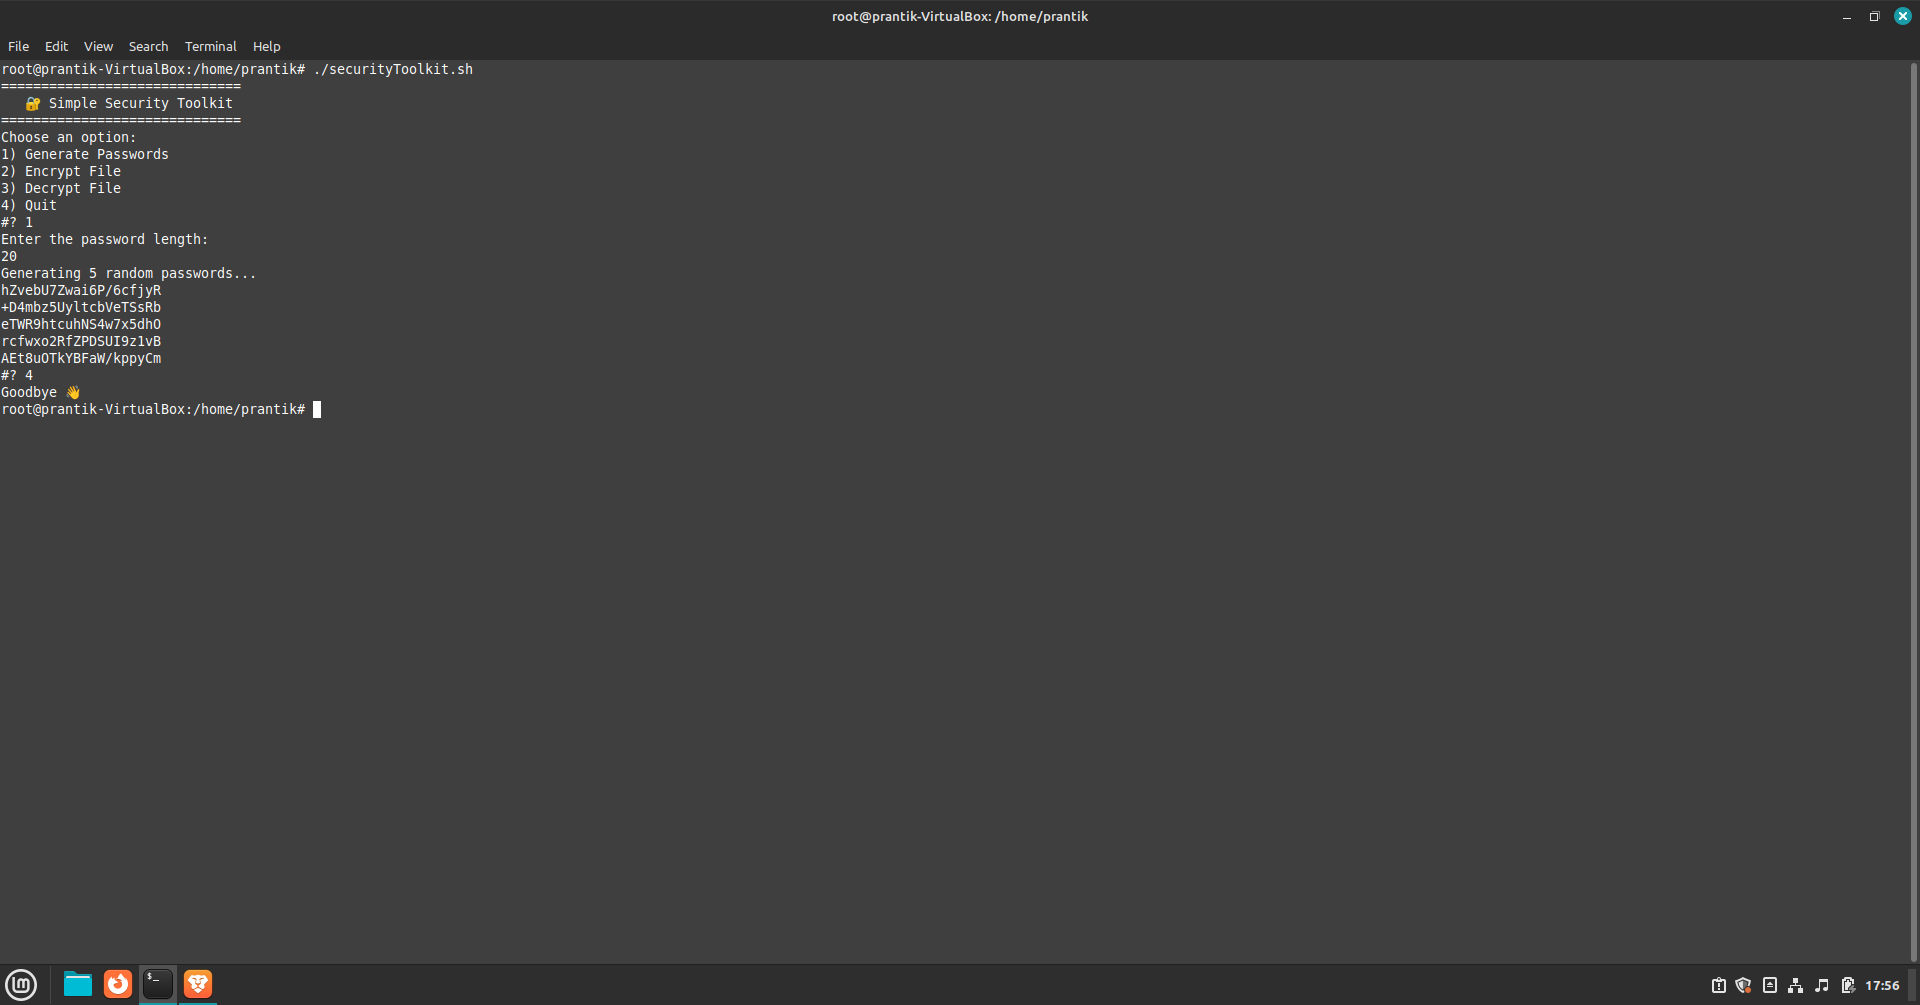 root@prantik-VirtualBox: /home/prantik
File Edit View Search Terminal Help
root@prantik-VirtualBox:/home/prantik# ./securityToolkit.sh
==============================
🔐 Simple Security Toolkit
==============================
Choose an option:
1) Generate Passwords
2) Encrypt File
3) Decrypt File
4) Quit
#? 1
Enter the password length:
20
Generating 5 random passwords...
hZvebU7Zwai6P/6cfjyR
+D4mbz5UyltcbVeTSsRb
eTWR9htcuhNS4w7x5dhO
rcfwxo2RfZPDSUI9z1vB
AEt8uOTkYBFaW/kppyCm
#? 4
Goodbye 👋
root@prantik-VirtualBox:/home/prantik#
$_
17:56